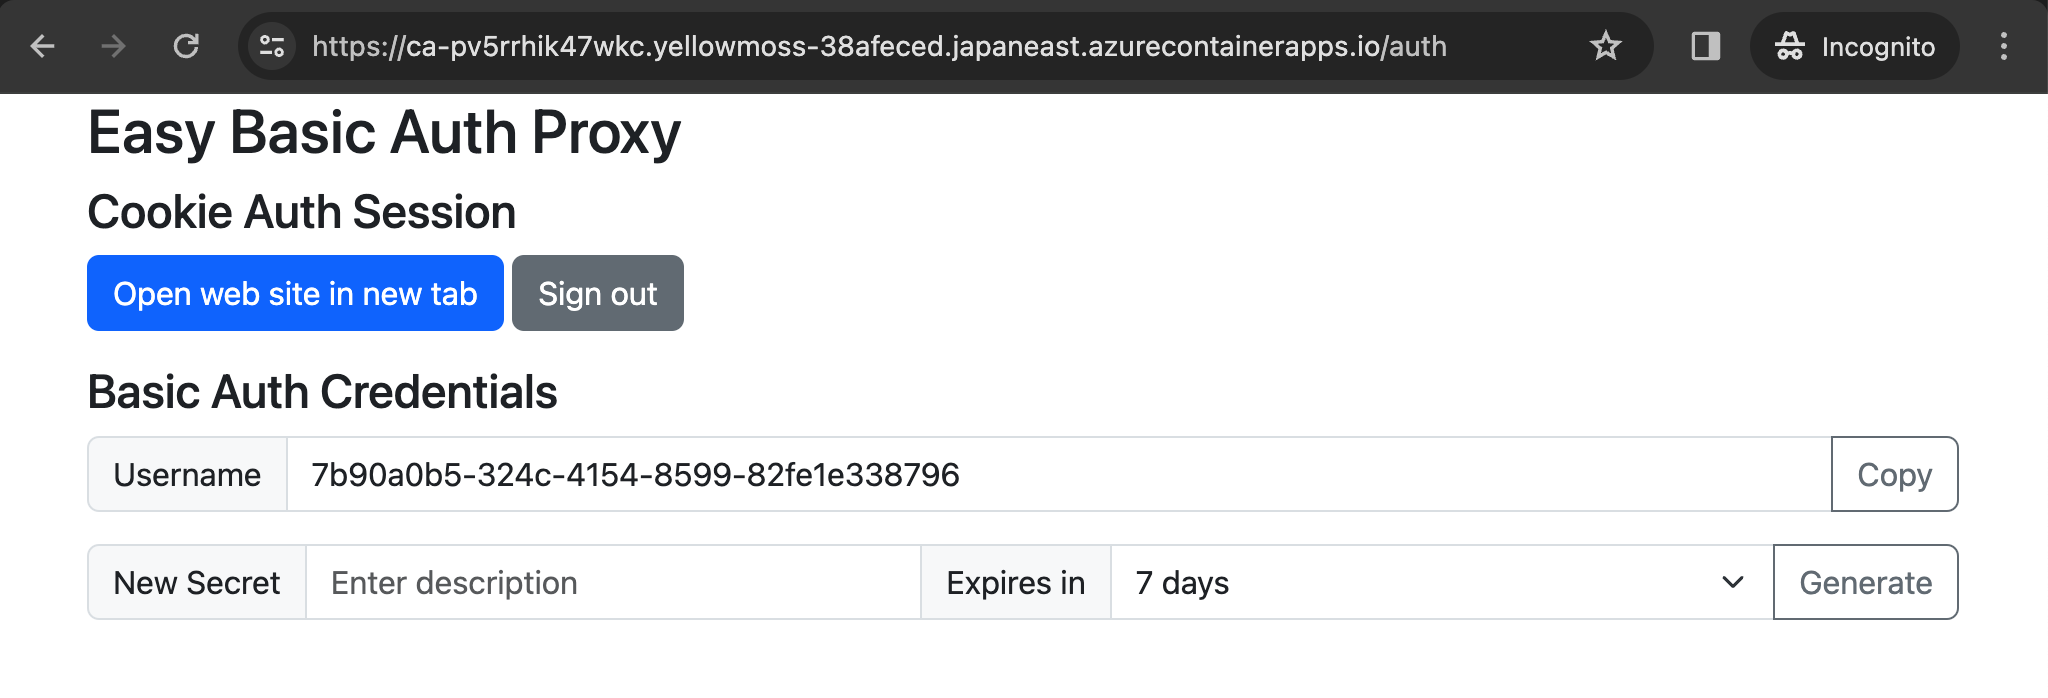 https://ca-pv5rrhik47wkc.yellowmoss-38afeced.japaneast.azurecontainerapps.io/auth Incognito
Easy Basic Auth Proxy
Cookie Auth Session
Open web site in new tab Sign out
Basic Auth Credentials
Username 7b90a0b5-324c-4154-8599-82fe1e338796 Copy
New Secret Enter description Expires in 7 days Generate